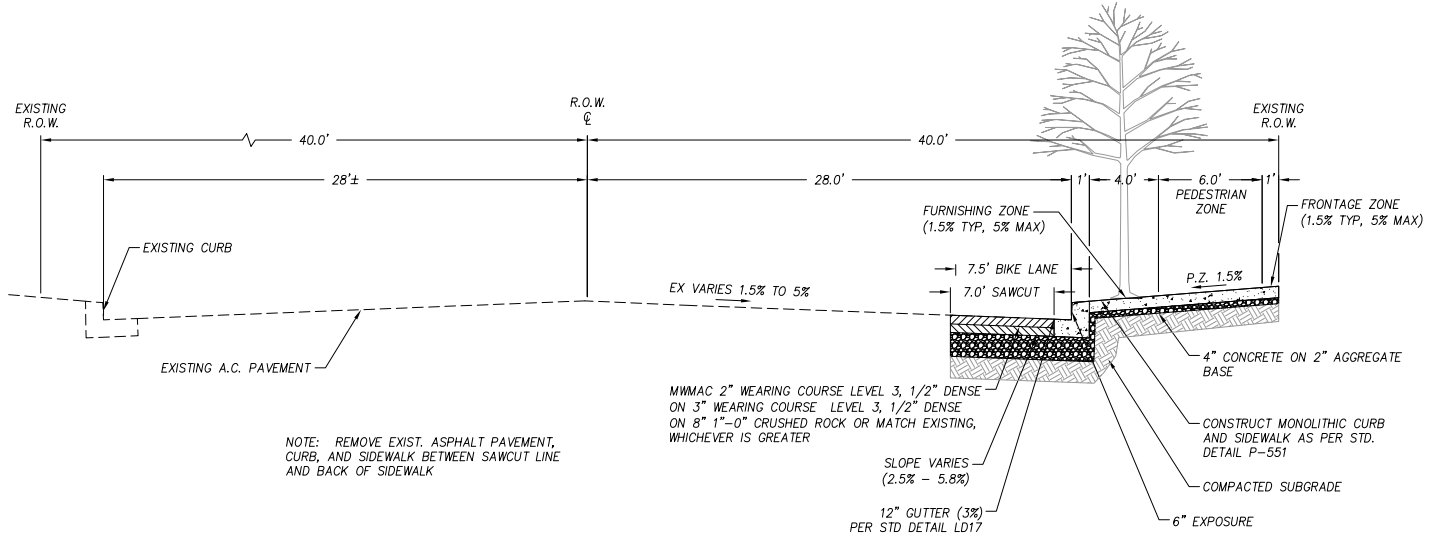 EXISTING
R.O.W.
R.O.W.
℄
EXISTING
R.O.W.
40.0'
40.0'
28'±
28.0'
1'
4.0'
6.0'
1'
PEDESTRIAN
ZONE
FURNISHING ZONE
(1.5% TYP, 5% MAX)
FRONTAGE ZONE
(1.5% TYP, 5% MAX)
EXISTING CURB
7.5' BIKE LANE
P.Z. 1.5%
EX VARIES 1.5% TO 5%
7.0' SAWCUT
EXISTING A.C. PAVEMENT
4" CONCRETE ON 2" AGGREGATE
BASE
MWMAC 2" WEARING COURSE LEVEL 3, 1/2" DENSE
ON 3" WEARING COURSE LEVEL 3, 1/2" DENSE
ON 8" 1"-0" CRUSHED ROCK OR MATCH EXISTING,
WHICHEVER IS GREATER
CONSTRUCT MONOLITHIC CURB
AND SIDEWALK AS PER STD.
DETAIL P-551
NOTE: REMOVE EXIST. ASPHALT PAVEMENT,
CURB, AND SIDEWALK BETWEEN SAWCUT LINE
AND BACK OF SIDEWALK
SLOPE VARIES
(2.5% - 5.8%)
COMPACTED SUBGRADE
12" GUTTER (3%)
PER STD DETAIL LD17
6" EXPOSURE